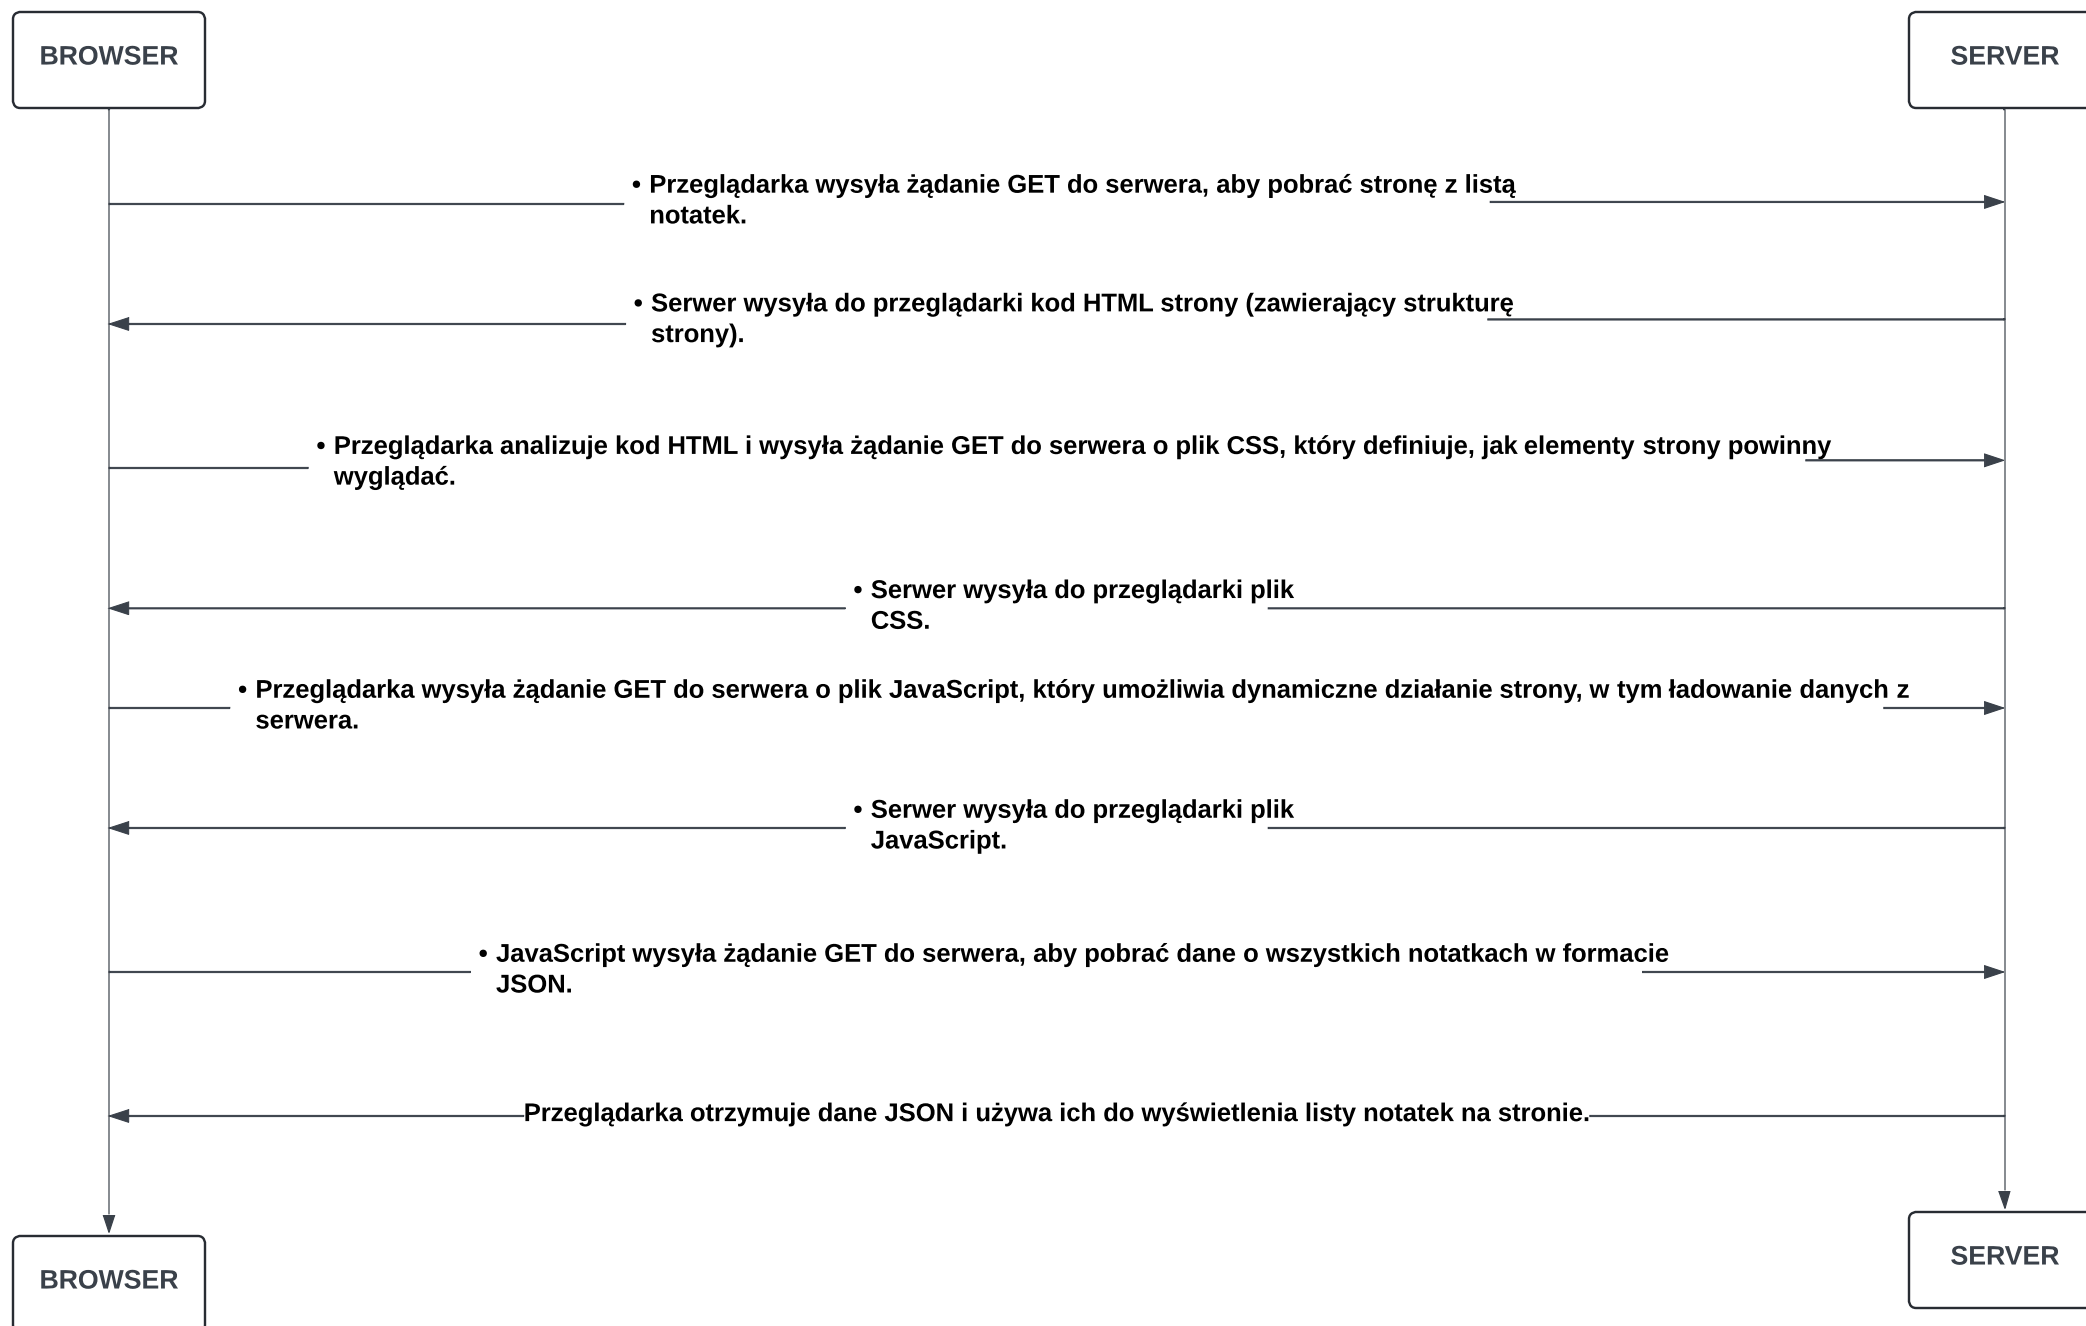 BROWSER
SERVER
• Przeglądarka wysyła żądanie GET do serwera, aby pobrać stronę z listą
notatek.
• Serwer wysyła do przeglądarki kod HTML strony (zawierający strukturę
strony).
• Przeglądarka analizuje kod HTML i wysyła żądanie GET do serwera o plik CSS, który definiuje, jak elementy strony powinny
wyglądać.
• Serwer wysyła do przeglądarki plik
CSS.
• Przeglądarka wysyła żądanie GET do serwera o plik JavaScript, który umożliwia dynamiczne działanie strony, w tym ładowanie danych z
serwera.
• Serwer wysyła do przeglądarki plik
JavaScript.
• JavaScript wysyła żądanie GET do serwera, aby pobrać dane o wszystkich notatkach w formacie
JSON.
Przeglądarka otrzymuje dane JSON i używa ich do wyświetlenia listy notatek na stronie.
SERVER
BROWSER